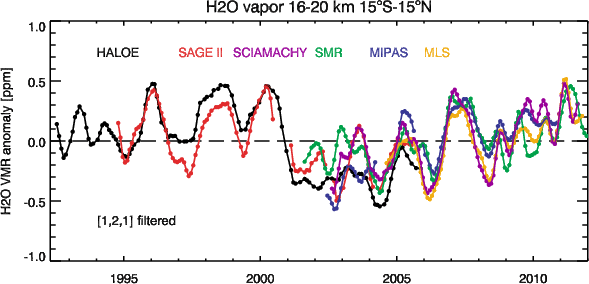 H2O vapor 16-20 km 15°S-15°N
H2O VMR anomaly [ppm]
1.0
0.5
0.0
-0.5
-1.0
HALOE SAGE II SCIAMACHY SMR MIPAS MLS
[1,2,1] filtered
1995 2000 2005 2010